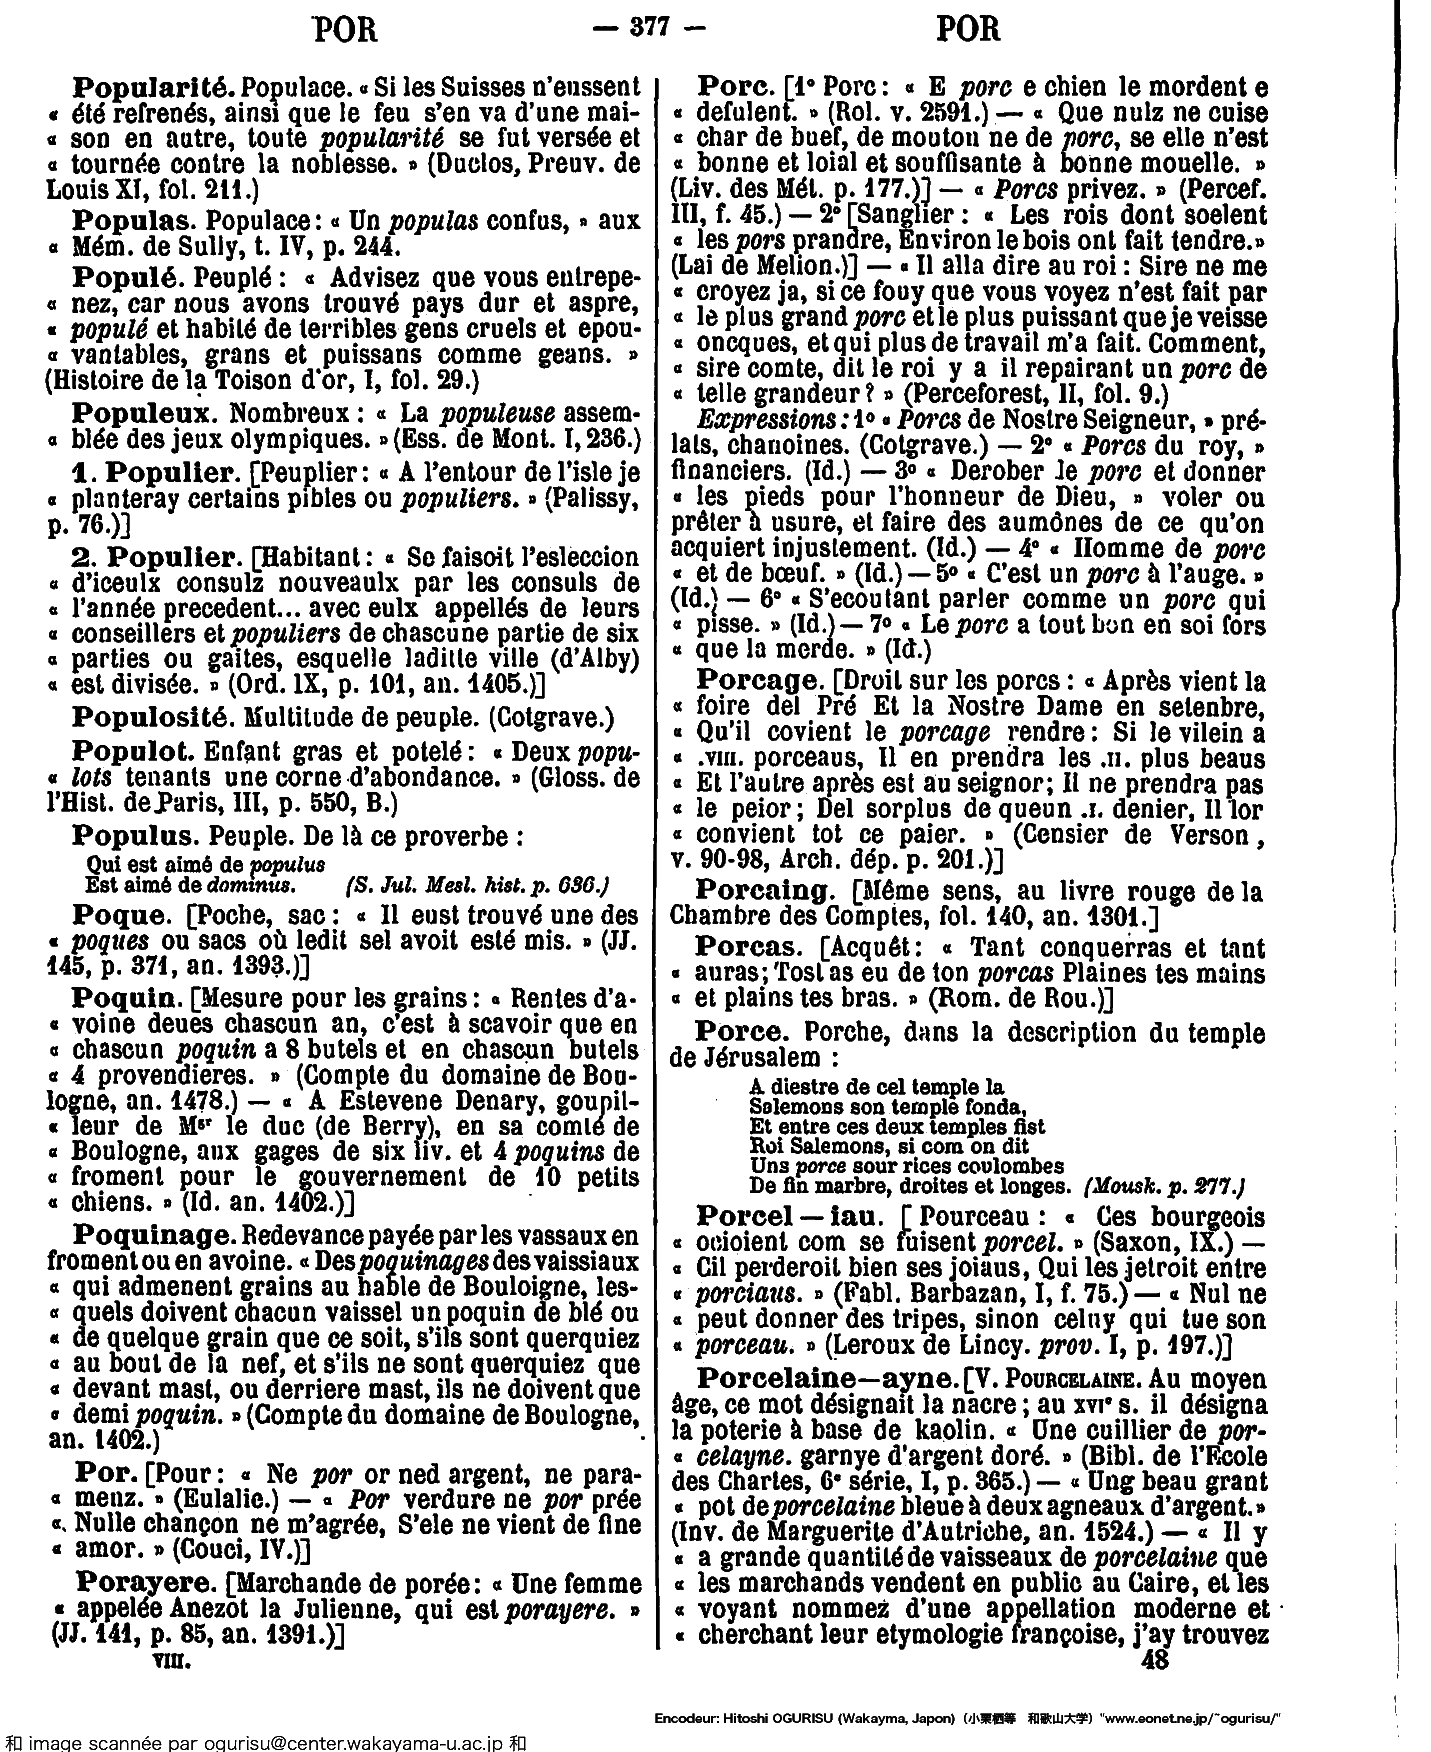 POR
— 377 —
POR
Popularité. Populace. « Si les Suisses n'eussent
« été refrenés, ainsi que le feu s'en va d'une mai-
« son en autre, toute popularité se fut versée et
« tournée contre la noblesse. » (Duclos, Preuv. de
Louis XI, fol. 211.)
Populas. Populace : « Un populas confus, » aux
« Mém. de Sully, t. IV, p. 244.
Populé. Peuplé : « Advisez que vous entrepe-
« nez, car nous avons trouvé pays dur et aspre,
« populé et habité de terribles gens cruels et epou-
« vantables, grans et puissans comme geans. »
(Histoire de la Toison d'or, I, fol. 29.)
Populeux. Nombreux : « La populeuse assem-
« blée des jeux olympiques. » (Ess. de Mont. I, 236.)
1. Populier. [Peuplier : « A l'entour de l'isle je
« planteray certains pibles ou populiers. » (Palissy,
p. 76.)]
2. Populier. [Habitant : « Se faisoit l'esleccion
« d'iceulx consulz nouveaulx par les consuls de
« l'année precedent... avec eulx appellés de leurs
« conseillers et populiers de chascune partie de six
« parties ou gaites, esquelle laditte ville (d'Alby)
« est divisée. » (Ord. IX, p. 101, an. 1405.)]
Populosité. Multitude de peuple. (Cotgrave.)
Populot. Enfant gras et potelé : « Deux popu-
« lots tenants une corne d'abondance. » (Gloss. de
l'Hist. de Paris, III, p. 550, B.)
Populus. Peuple. De là ce proverbe :
Qui est aimé de populus
Est aimé de dominus. (S. Jul. Mesl. hist. p. 636.)
Poque. [Poche, sac : « Il eust trouvé une des
« poques ou sacs où ledit sel avoit esté mis. » (JJ.
145, p. 371, an. 1393.)]
Poquin. [Mesure pour les grains : « Rentes d'a-
« voine deues chascun an, c'est à scavoir que en
« chascun poquin a 8 butels et en chascun butels
« 4 provendieres. » (Compte du domaine de Bou-
logne, an. 1478.) — « A Estevene Denary, goupil-
« leur de Msr le duc (de Berry), en sa comté de
« Boulogne, aux gages de six liv. et 4 poquins de
« froment pour le gouvernement de 10 petits
« chiens. » (Id. an. 1402.)]
Poquinage. Redevance payée par les vassaux en
froment ou en avoine. « Des poquinages des vaissiaux
« qui admenent grains au hable de Bouloigne, les-
« quels doivent chacun vaissel un poquin de blé ou
« de quelque grain que ce soit, s'ils sont querquiez
« au bout de la nef, et s'ils ne sont querquiez que
« devant mast, ou derriere mast, ils ne doivent que
« demi poquin. » (Compte du domaine de Boulogne,
an. 1402.)
Por. [Pour : « Ne por or ned argent, ne para-
« menz. » (Eulalie.) — « Por verdure ne por prée
« Nulle chançon ne m'agrée, S'ele ne vient de fine
« amor. » (Couci, IV.)]
Porayere. [Marchande de porée : « Une femme
« appelée Anezot la Julienne, qui est porayere. »
(JJ. 141, p. 85, an. 1391.)]
VIII.
Porc. [1° Porc : « E porc e chien le mordent e
« defulent. » (Rol. v. 2591.) — « Que nulz ne cuise
« char de buef, de mouton ne de porc, se elle n'est
« bonne et loial et souffisante à bonne mouelle. »
(Liv. des Mét. p. 177.)] — « Porcs privez. » (Percef.
III, f. 45.) — 2° [Sanglier : « Les rois dont soelent
« les pors prandre, Environ le bois ont fait tendre. »
(Lai de Melion.)] — « Il alla dire au roi : Sire ne me
« croyez ja, si ce fouy que vous voyez n'est fait par
« le plus grand porc et le plus puissant que je veisse
« oncques, et qui plus de travail m'a fait. Comment,
« sire comte, dit le roi y a il repairant un porc de
« telle grandeur ? » (Perceforest, II, fol. 9.)
Expressions : 1° « Porcs de Nostre Seigneur, » pré-
lats, chanoines. (Cotgrave.) — 2° « Porcs du roy, »
financiers. (Id.) — 3° « Derober le porc et donner
« les pieds pour l'honneur de Dieu, » voler ou
prêter à usure, et faire des aumônes de ce qu'on
acquiert injustement. (Id.) — 4° « Homme de porc
« et de bœuf. » (Id.) — 5° « C'est un porc à l'auge. »
(Id.) — 6° « S'ecoutant parler comme un porc qui
« pisse. » (Id.) — 7° « Le porc a tout bon en soi fors
« que la merde. » (Id.)
Porcage. [Droit sur les porcs : « Après vient la
« foire del Pré Et la Nostre Dame en setenbre,
« Qu'il covient le porcage rendre : Si le vilein a
« .VIII. porceaus, Il en prendra les .II. plus beaus
« Et l'autre après est au seignor; Il ne prendra pas
« le peior ; Del sorplus de queun .I. denier, Il lor
« convient tot ce paier. » (Censier de Verson,
v. 90-98, Arch. dép. p. 201.)]
Porcaing. [Même sens, au livre rouge de la
Chambre des Comptes, fol. 140, an. 1301.]
Porcas. [Acquêt : « Tant conquerras et tant
« auras; Tost as eu de ton porcas Plaines tes mains
« et plains tes bras. » (Rom. de Rou.)]
Porce. Porche, dans la description du temple
de Jérusalem :
A diestre de cel temple la
Salemons son temple fonda,
Et entre ces deux temples fist
Roi Salemons, si com on dit
Uns porce sour rices coulombes
De fin marbre, droites et longes. (Mousk. p. 277.)
Porcel — iau. [Pourceau : « Ces bourgeois
« ocioient com se fuisent porcel. » (Saxon, IX.) —
« Cil perderoit bien ses joiaus, Qui les jetroit entre
« porciaus. » (Fabl. Barbazan, I, f. 75.) — « Nul ne
« peut donner des tripes, sinon celuy qui tue son
« porceau. » (Leroux de Lincy. prov. I, p. 197.)]
Porcelaine—ayne. [V. POURCELAINE. Au moyen
âge, ce mot désignait la nacre ; au XVIe s. il désigna
la poterie à base de kaolin. « Une cuillier de por-
« celayne. garnye d'argent doré. » (Bibl. de l'Ecole
des Chartes, 6e série, I, p. 365.) — « Ung beau grant
« pot de porcelaine bleue à deux agneaux d'argent. »
(Inv. de Marguerite d'Autriche, an. 1524.) — « Il y
« a grande quantité de vaisseaux de porcelaine que
« les marchands vendent en public au Caire, et les
« voyant nommez d'une appellation moderne et
« cherchant leur etymologie françoise, j'ay trouvez
48
Encodeur: Hitoshi OGURISU (Wakayma, Japon) (小栗栖等 和歌山大学) "www.eonet.ne.jp/~ogurisu/"
和 image scannée par ogurisu@center.wakayama-u.ac.jp 和